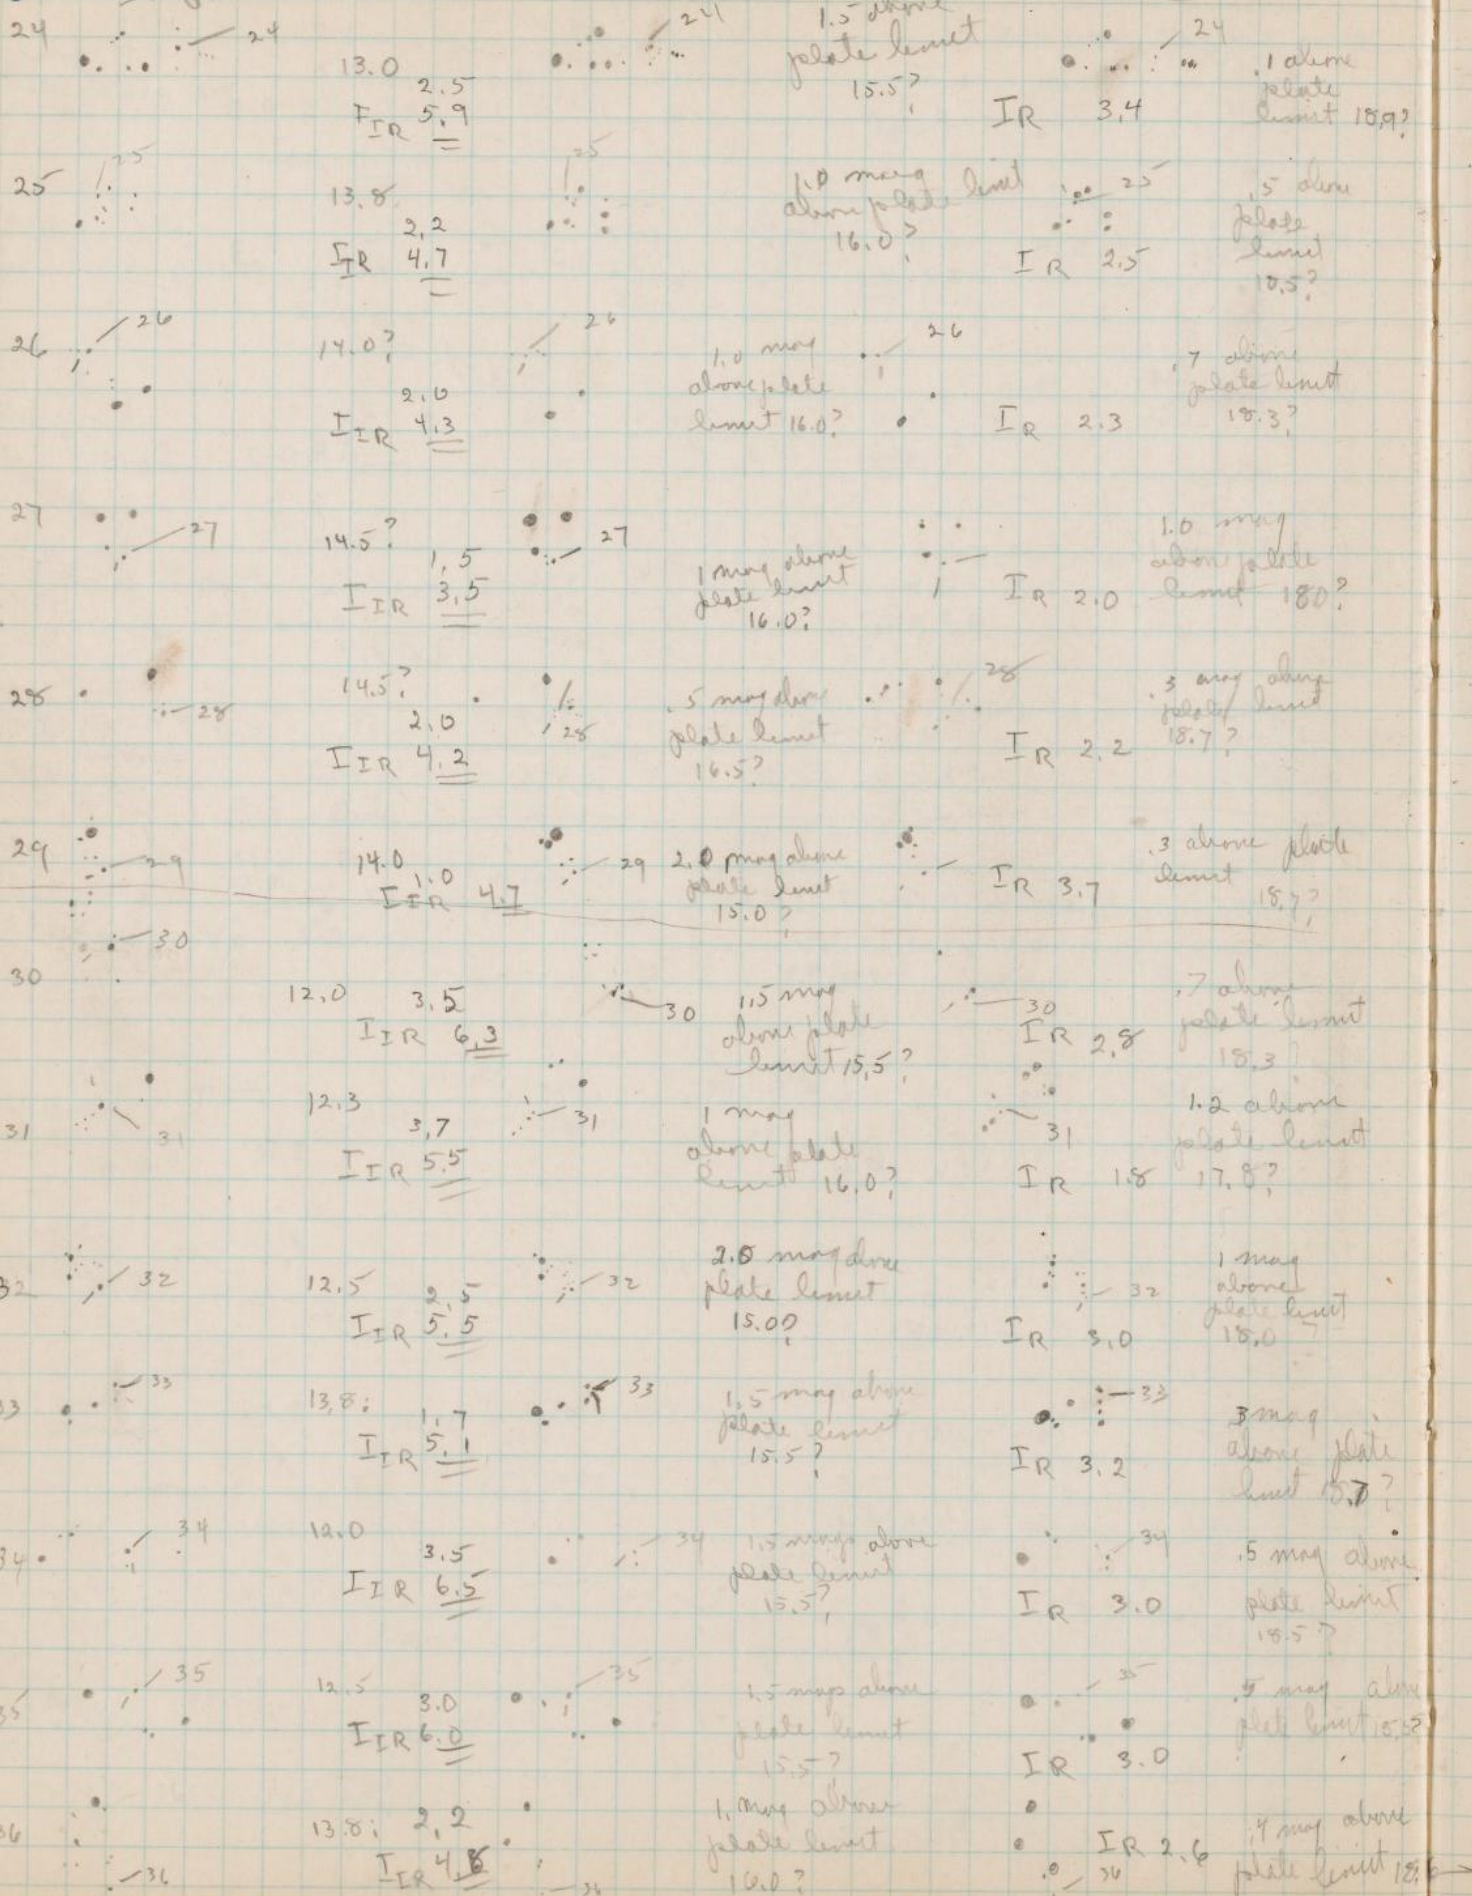 24 24 24 1.5 above 24
13.0 plate limit .1 above
2.5 15.5? plate
IIR 5.9 IR 3.4 limit 18.9?
25 25 25 1.0 mag limit 25 .5 above
13.8 above plate plate
2.2 16.0? limit
IIR 4.7 IR 2.5 18.5?
26 26 26 26
14.0? 1.0 mag .7 above
2.0 above plate plate limit
IIR 4.3 limit 16.0? IR 2.3 18.3?
27 27 27 1.0 mag
14.5? 1 mag above above plate
1.5 plate limit limit 18.0?
IIR 3.5 16.0? IR 2.0
28 28 28 28
14.5? .5 mag above .3 mag above
2.0 plate limit plate limit
IIR 4.2 16.5? IR 2.2 18.7?
29 29 29 2.0 mag above .3 above plate
14.0 plate limit limit
1.0 15.0? 18.7?
IIR 4.7 IR 3.7
30 30 30 30
12.0 3.5 1.5 mag .7 above
IIR 6.3 above plate plate limit
limit 15.5? IR 2.8 18.3
31 31 31 31
12.3 1 mag 1.2 above
3.7 above plate plate limit
IIR 5.5 limit 16.0? IR 1.8 17.8?
32 32 32 2.0 mag above 32 1 mag
12.5 plate limit above
2.5 15.0? plate limit
IIR 5.5 IR 3.0 18.0?
33 33 33 1.5 mag above 33
13.8: plate limit 3 mag
1.7 15.5? above plate
IIR 5.1 IR 3.2 limit
34 34 34 1.5 mags above 34
12.0 plate limit .5 mag above
3.5 15.5? plate limit
IIR 6.5 IR 3.0 18.5?
35 35 35 1.5 mags above 35
12.5 plate limit .5 mag above
3.0 15.5? plate limit
IIR 6.0 IR 3.0
36 36 36 1. mag above 36
13.8: 2.2 plate limit .4 mag above
IIR 16.0? IR 2.6 plate limit